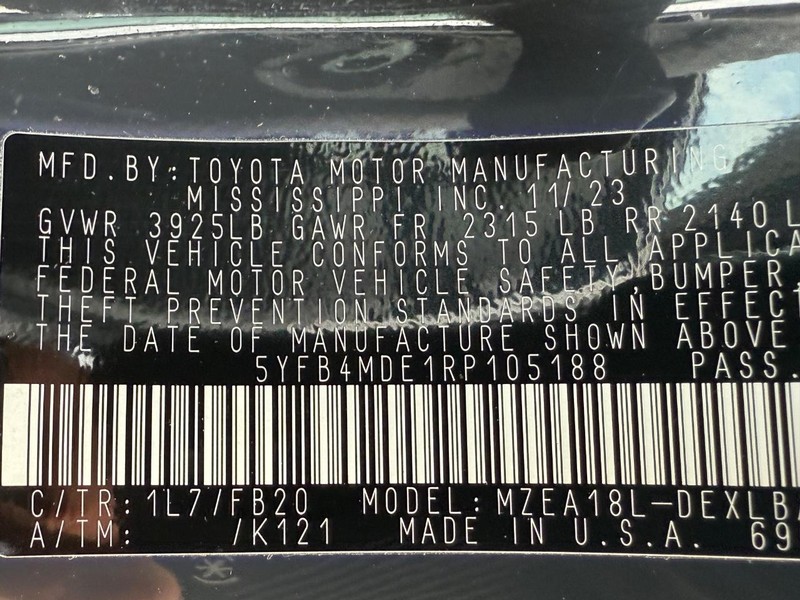 MFD.BY:TOYOTA MOTOR MANUFACTURING
MISSISSIPPI INC. 11/23
GVWR 3925LB GAWR FR 2315 LB RR 2140 L
THIS VEHICLE CONFORMS TO ALL APPLICA
FEDERAL MOTOR VEHICLE SAFETY,BUMPER,
THEFT PREVENTION STANDARDS IN EFFECT
THE DATE OF MANUFACTURE SHOWN ABOVE
5YFB4MDE1RP105188 PASS.
C/TR: 1L7/FB20 MODEL:MZEA18L-DEXLBA
A/TM: /K121 MADE IN U.S.A. 69